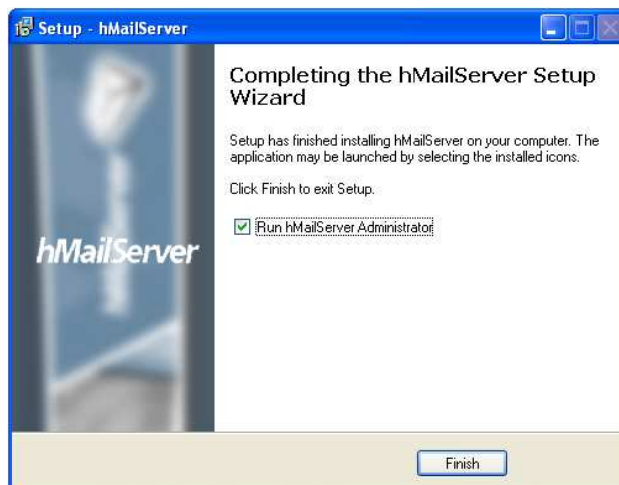 Setup - hMailServer
Completing the hMailServer Setup
Wizard
Setup has finished installing hMailServer on your computer. The
application may be launched by selecting the installed icons.
Click Finish to exit Setup.
Run hMailServer Administrator
hMailServer
Finish